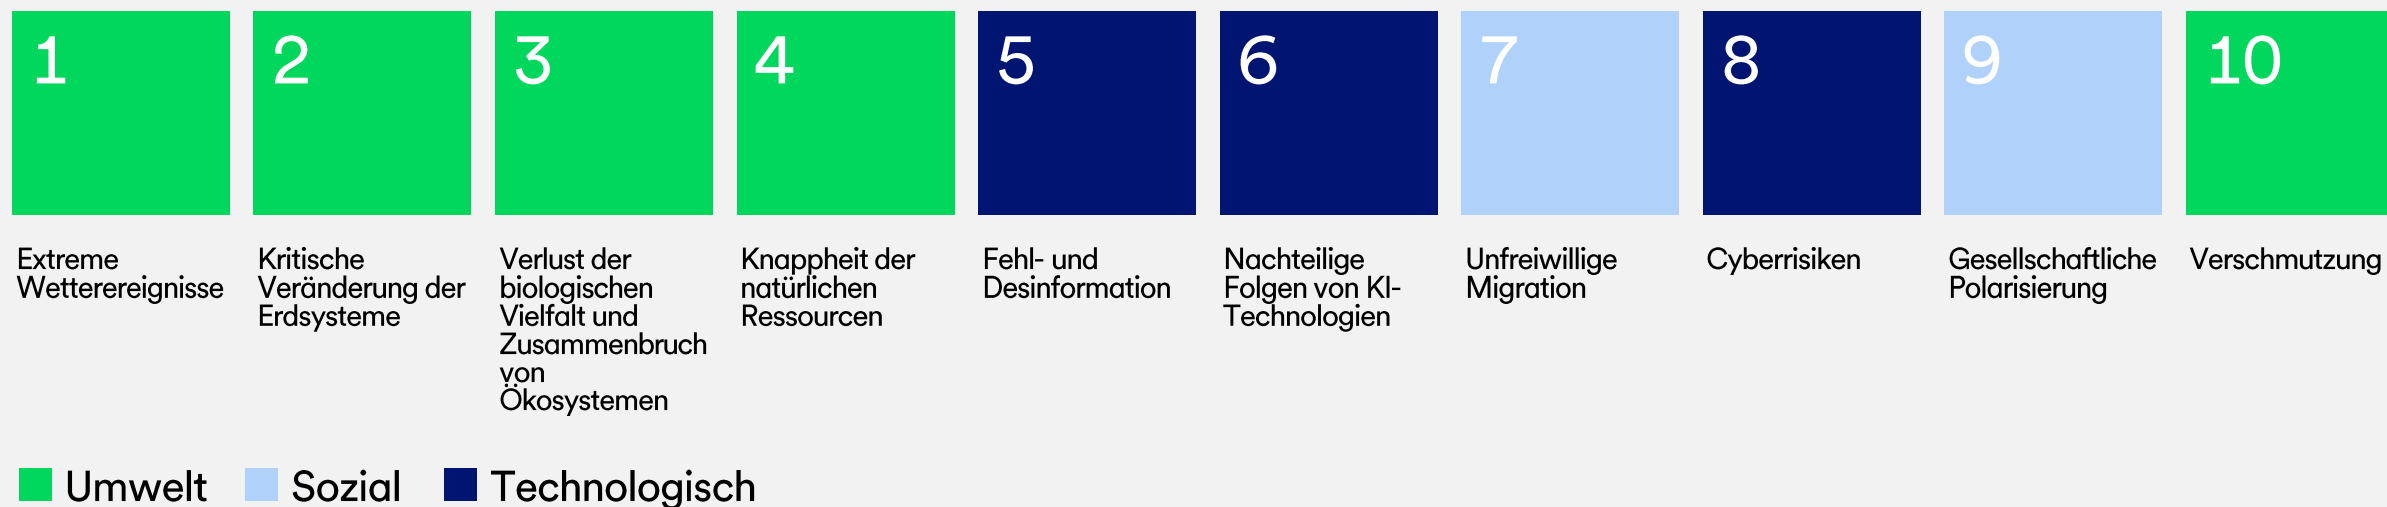 1
Extreme
Wetterereignisse
2
Kritische
Veränderung der
Erdsysteme
3
Verlust der
biologischen
Vielfalt und
Zusammenbruch
von
Ökosystemen
4
Knappheit der
natürlichen
Ressourcen
5
Fehl- und
Desinformation
6
Nachteilige
Folgen von KI-
Technologien
7
Unfreiwillige
Migration
8
Cyberrisiken
9
Gesellschaftliche
Polarisierung
10
Verschmutzung
Umwelt
Sozial
Technologisch